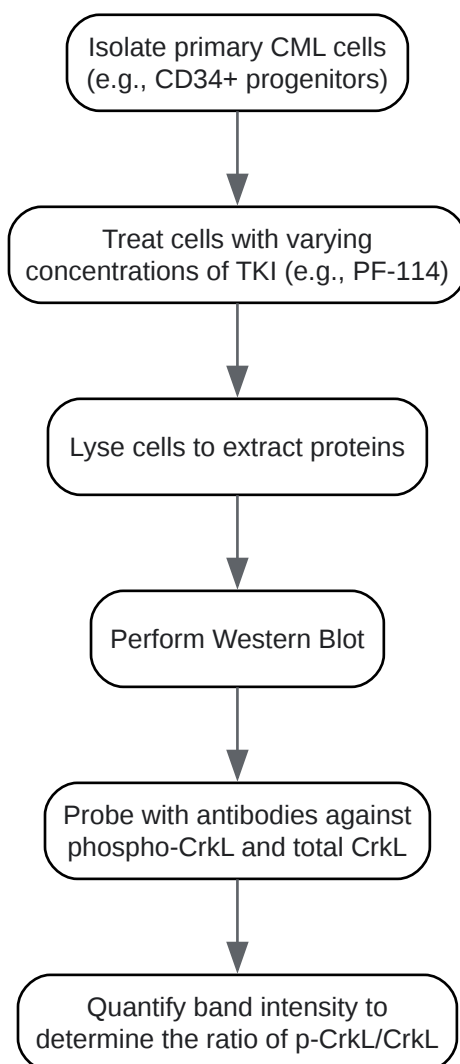 Isolate primary CML cells
(e.g., CD34+ progenitors)
Treat cells with varying
concentrations of TKI (e.g., PF-114)
Lyse cells to extract proteins
Perform Western Blot
Probe with antibodies against
phospho-CrkL and total CrkL
Quantify band intensity to
determine the ratio of p-CrkL/CrkL